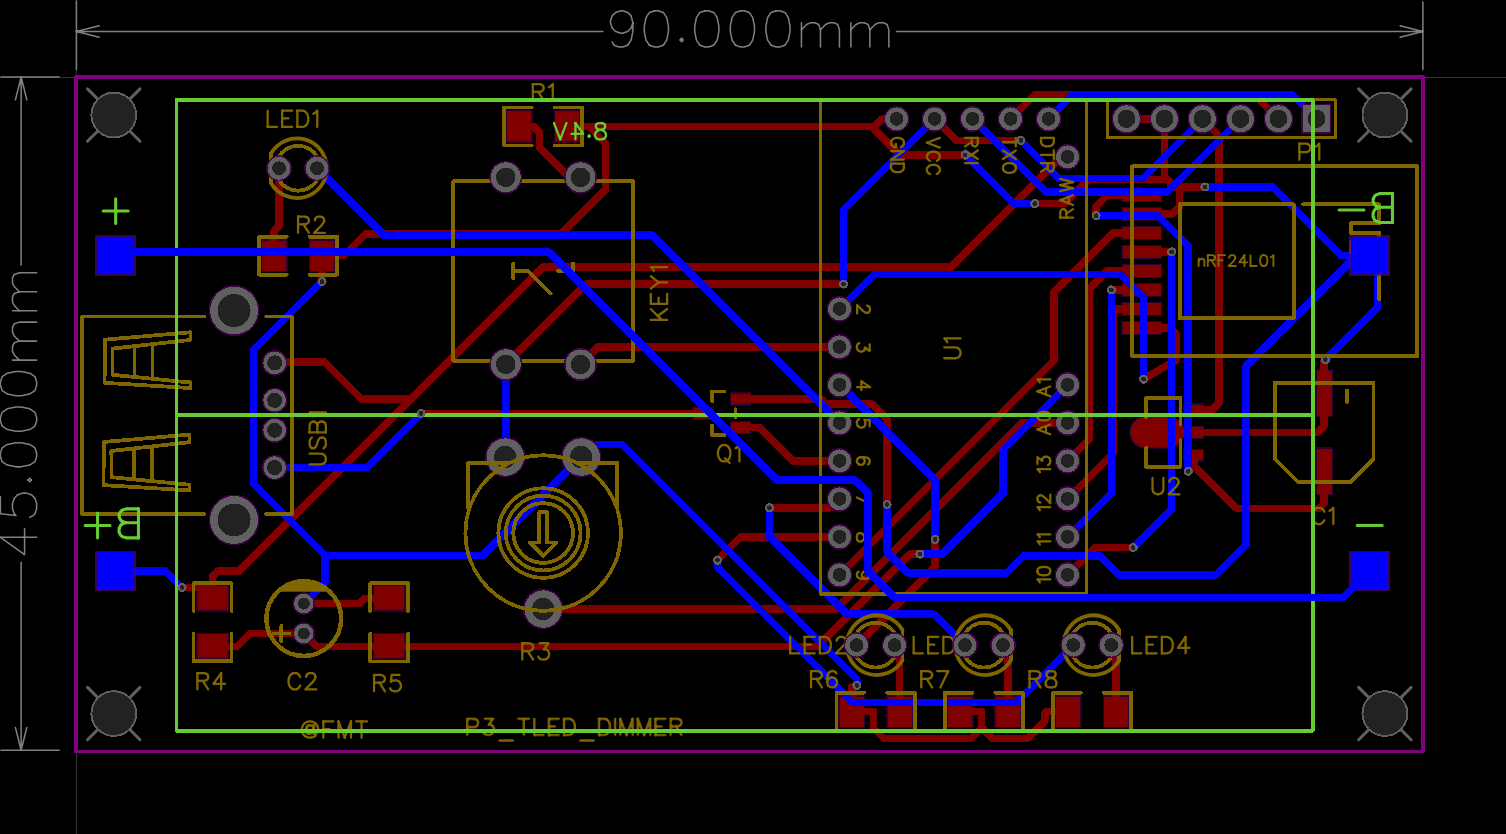 90.000mm
45.000mm
R1
V4.8
LED1
GND
VCC
RXI
TXO
DTR
RAW
P1
+
R2
B-
nRF24L01
KEY1
U1
2
3
4
5
6
7
8
9
A1
A0
13
12
11
10
USB1
Q1
U2
C1
B+
-
R3
R4
C2
+
R5
LED2
LED
LED4
R6
R7
R8
@FMT
P3_TLED_DIMMER